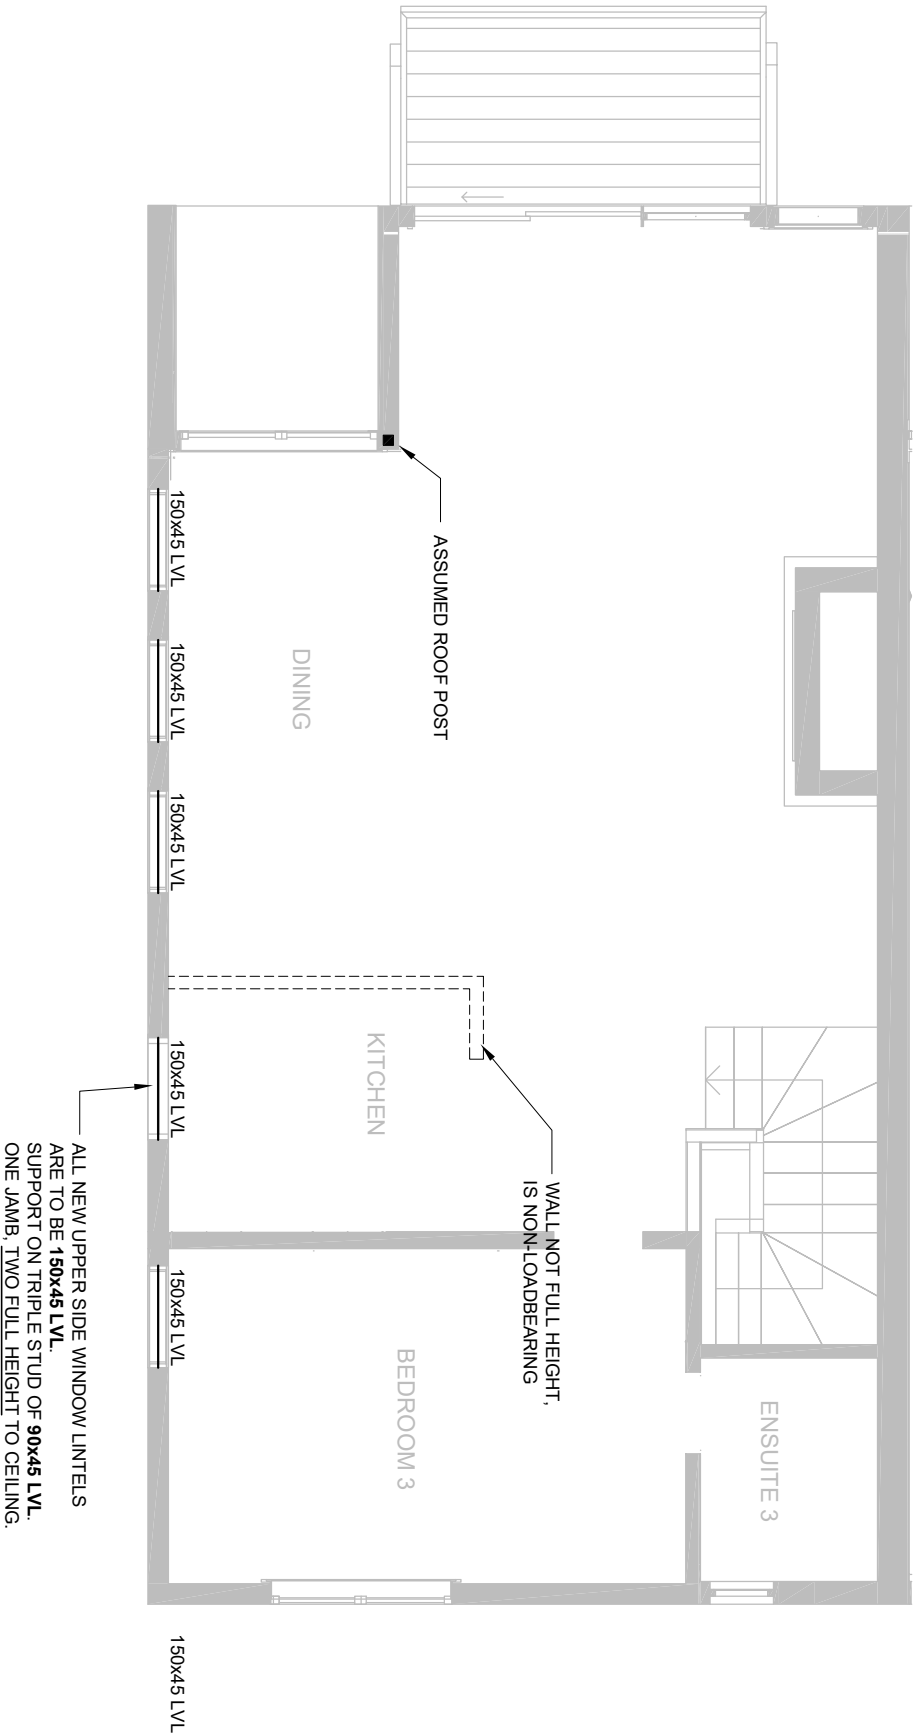 ASSUMED ROOF POST
150x45 LVL
150x45 LVL
150x45 LVL
150x45 LVL
150x45 LVL
150x45 LVL
DINING
KITCHEN
BEDROOM 3
ENSUITE 3
WALL NOT FULL HEIGHT,
IS NON-LOADBEARING
ALL NEW UPPER SIDE WINDOW LINTELS
ARE TO BE 150x45 LVL.
SUPPORT ON TRIPLE STUD OF 90x45 LVL.
ONE JAMB, TWO FULL HEIGHT TO CEILING.